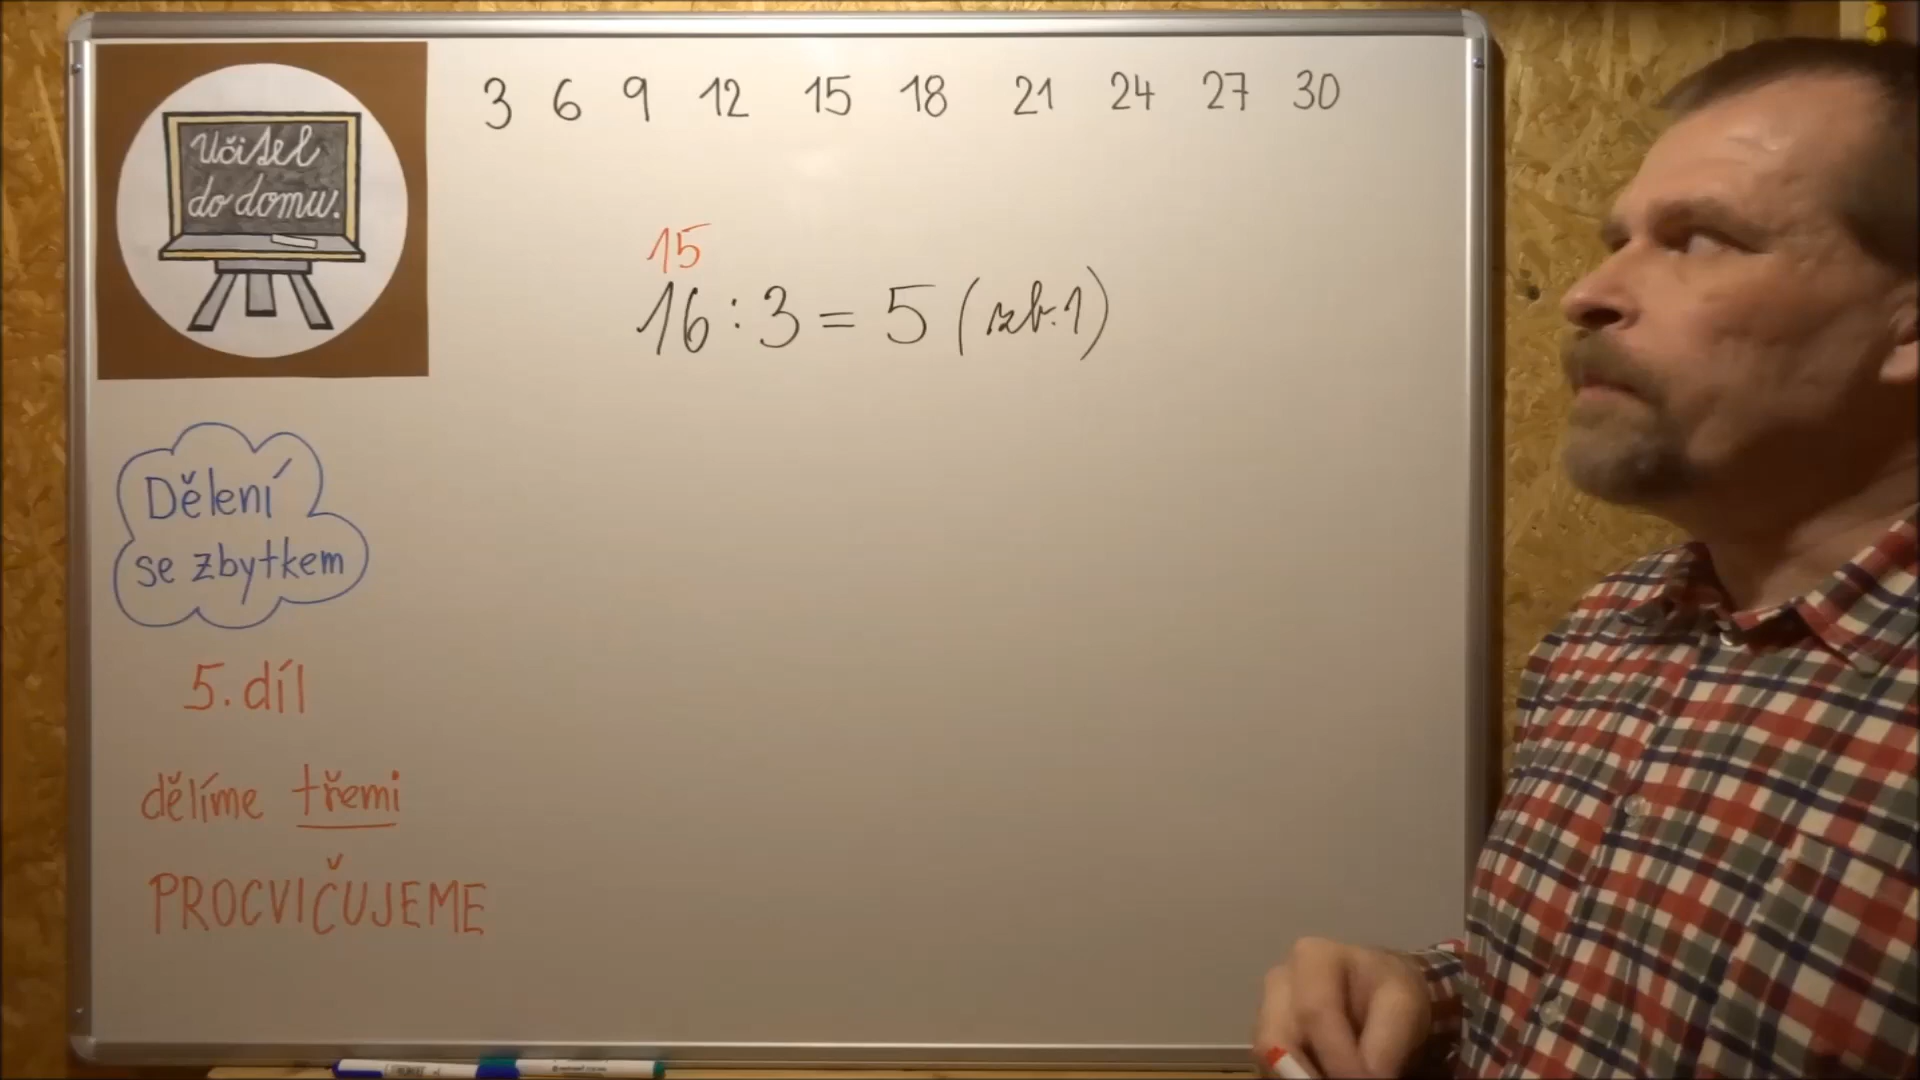 3 6 9 12 15 18 21 24 27 30
Učitel
do domu.
15
16 : 3 = 5 (zb. 1)
Dělení
se zbytkem
5. díl
dělíme třemi
PROCVIČUJEME